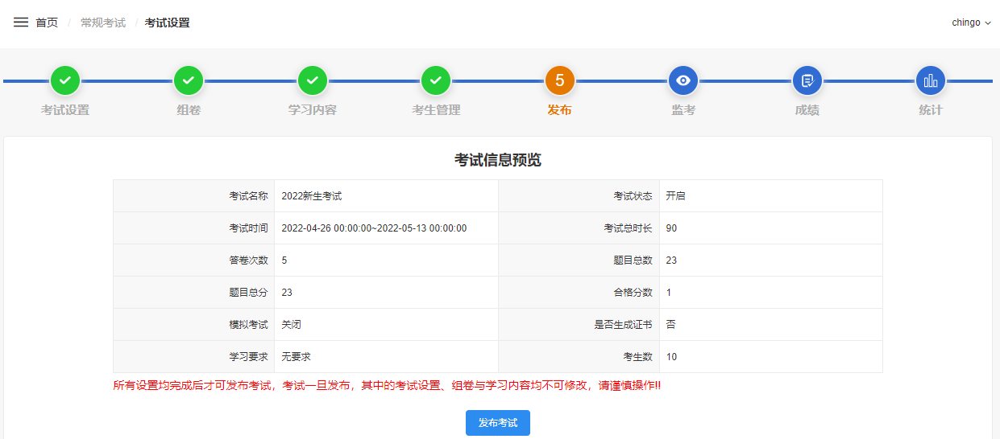 首页 / 常规考试 / 考试设置 chingo
5
考试设置 组卷 学习内容 考生管理 发布 监考 成绩 统计
考试信息预览
考试名称 2022新生考试 考试状态 开启
考试时间 2022-04-26 00:00:00~2022-05-13 00:00:00 考试总时长 90
答卷次数 5 题目总数 23
题目总分 23 合格分数 1
模拟考试 关闭 是否生成证书 否
学习要求 无要求 考生数 10
所有设置均完成后才可发布考试，考试一旦发布，其中的考试设置、组卷与学习内容均不可修改，请谨慎操作!!
发布考试